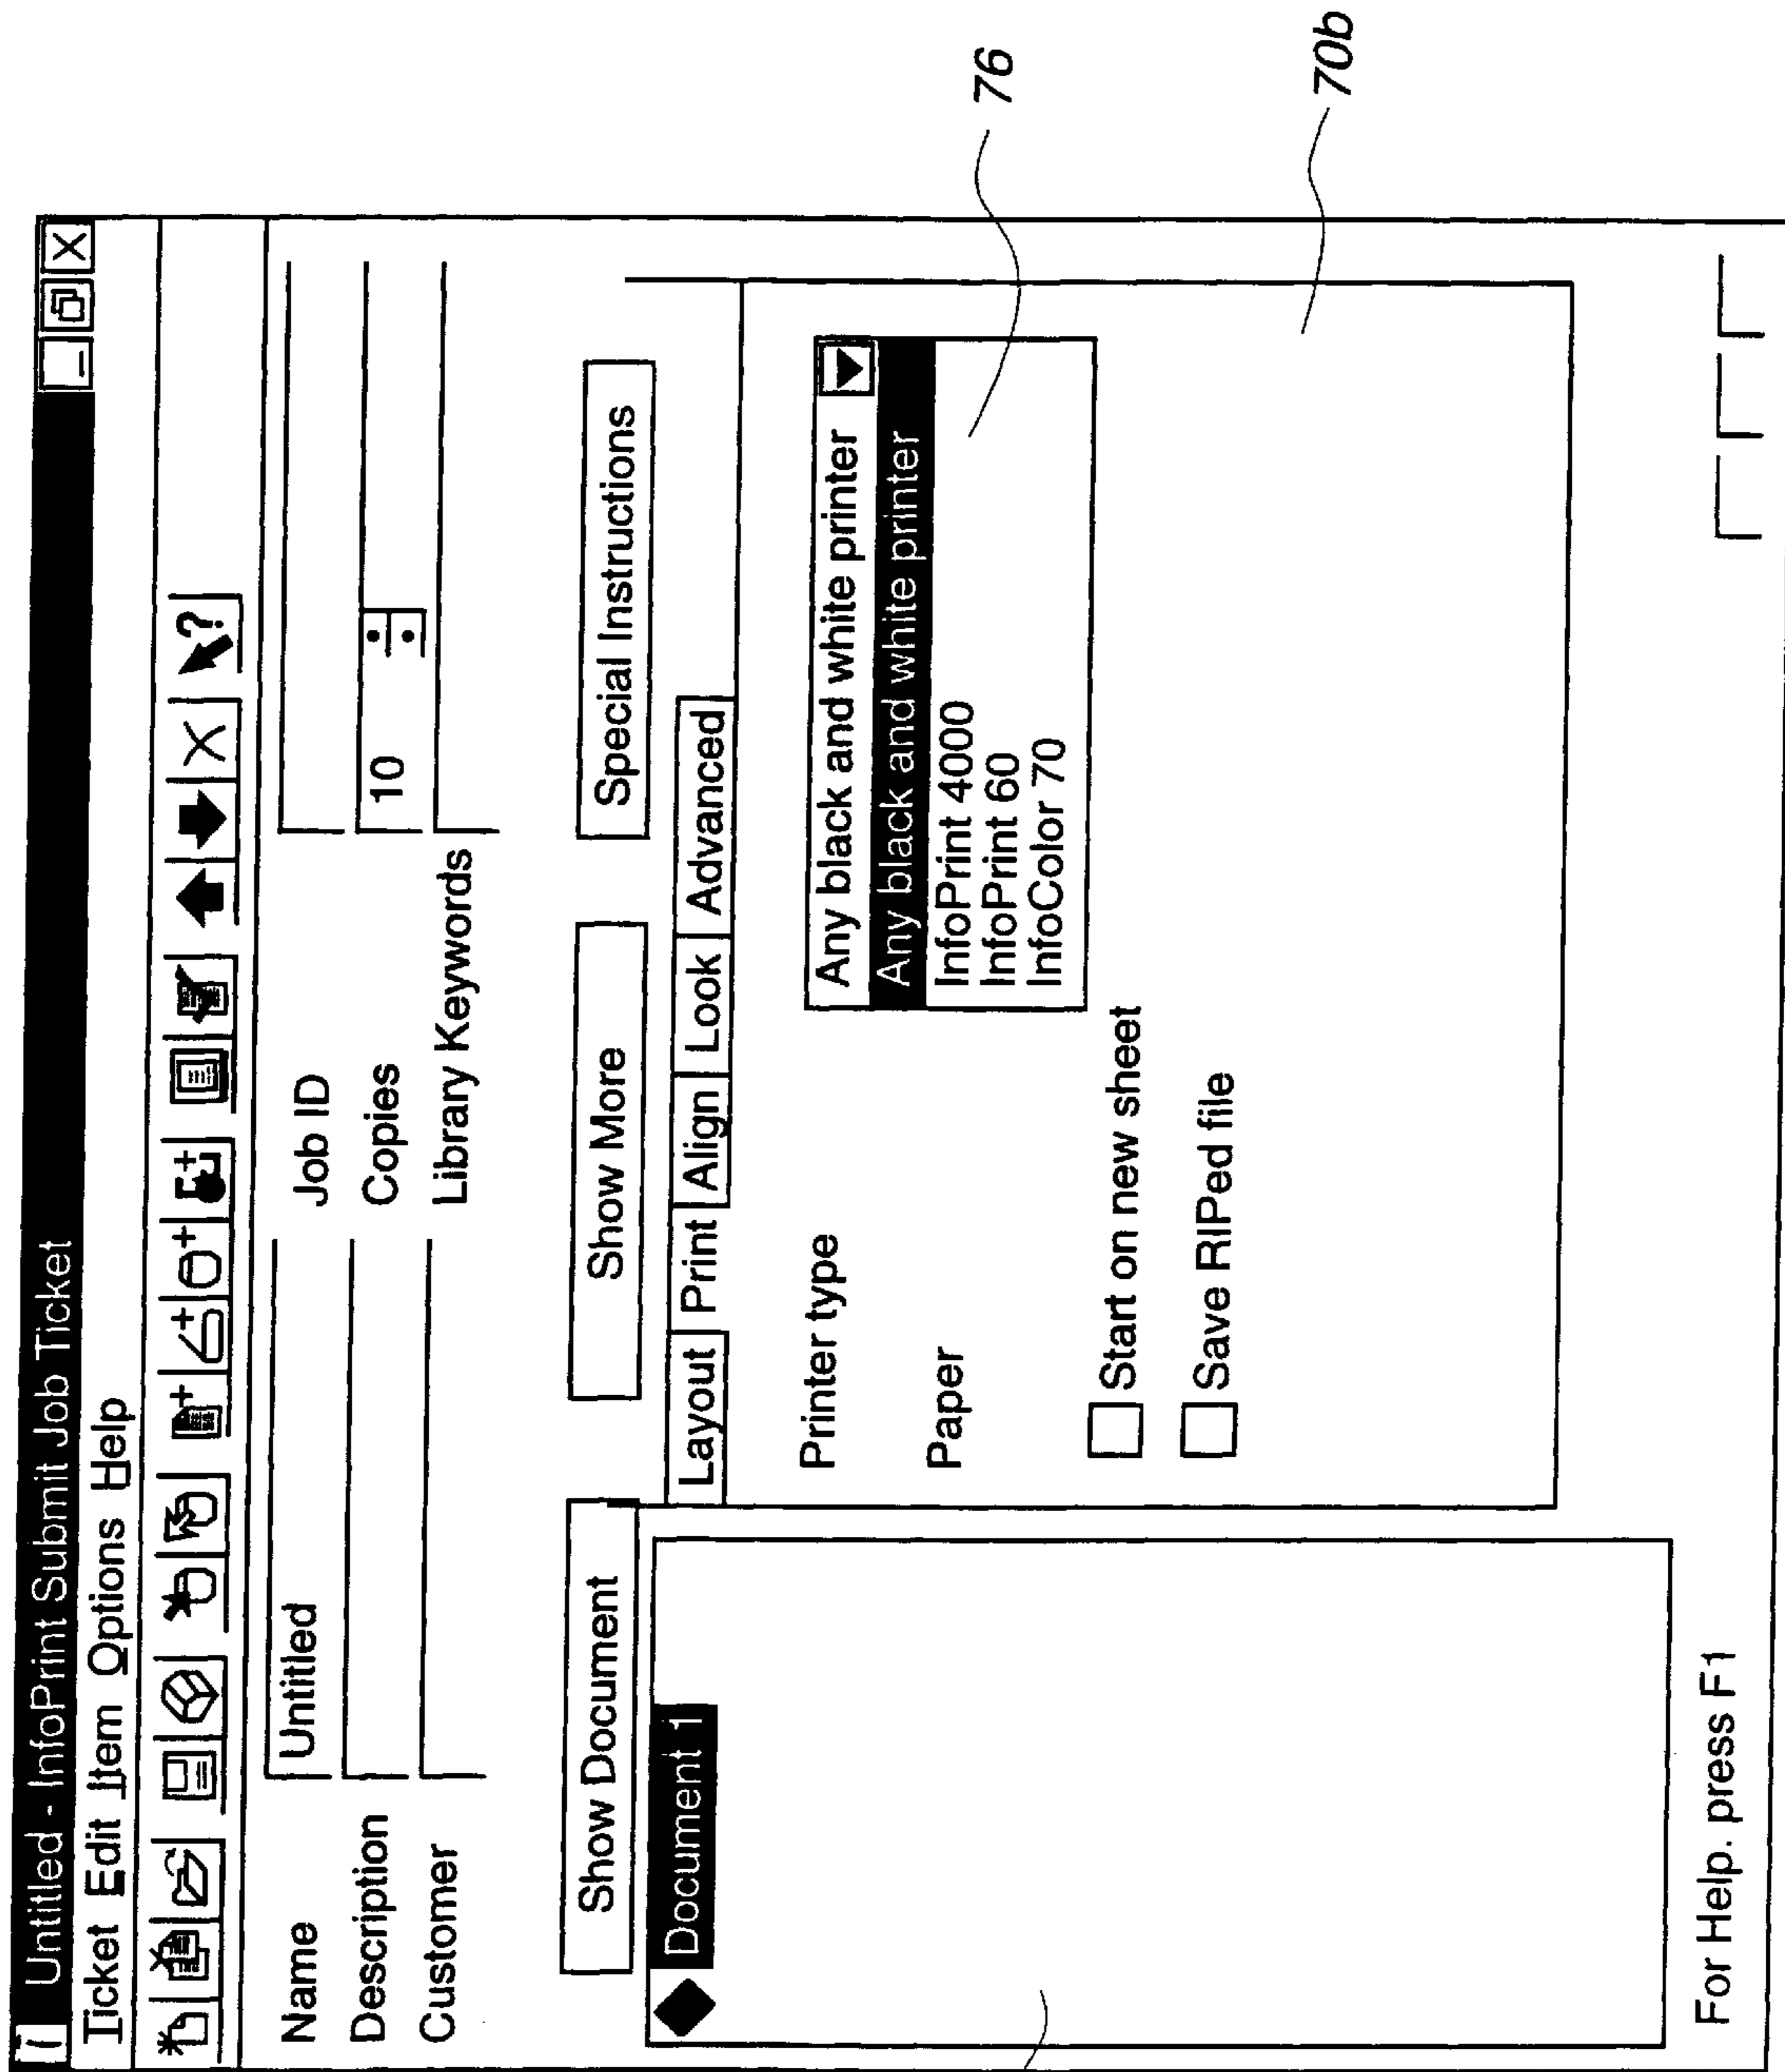 Untitled - InfoPrint Submit Job Ticket
Ticket Edit Item Options Help
Name Untitled Job ID
Description Copies 10
Customer Library Keywords
Show Document Show More Special Instructions
Document 1 Layout Print Align Look Advanced
Printer type Any black and white printer
Any black and white printer
Paper InfoPrint 4000
InfoPrint 60
InfoColor 70
Start on new sheet
Save RIPed file
For Help. press F1
76
70b